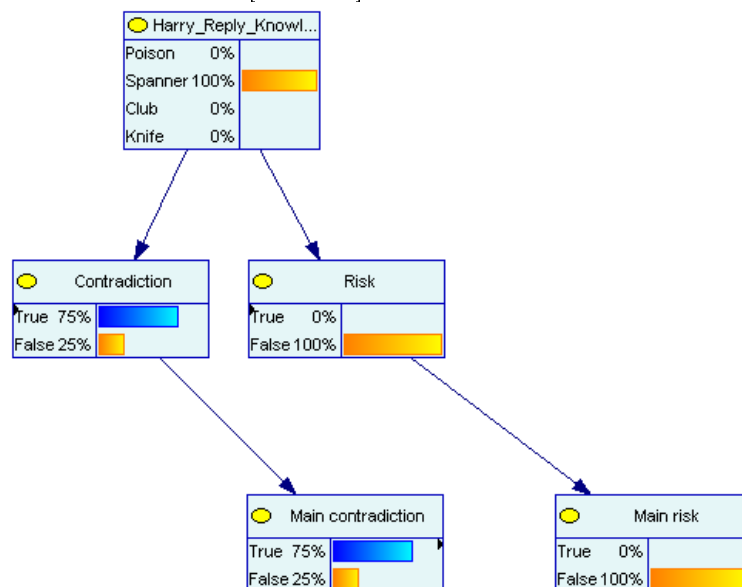 Harry_Reply_Knowl...
Poison 0%
Spanner 100%
Club 0%
Knife 0%
Contradiction
True 75%
False 25%
Risk
True 0%
False 100%
Main contradiction
True 75%
False 25%
Main risk
True 0%
False 100%